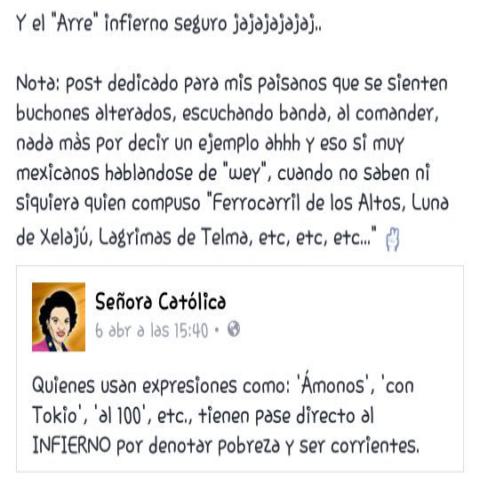 Y el "Arre" infierno seguro jajajajajaj..
Nota: post dedicado para mis paisanos que se sienten
buchones alterados, escuchando banda, al comander,
nada màs por decir un ejemplo ahhh y eso si muy
mexicanos hablandose de "wey", cuando no saben ni
siquiera quien compuso "Ferrocarril de los Altos, Luna
de Xelajú, Lagrimas de Telma, etc, etc, etc..." ✌
Señora Católica
6 abr a las 15:40 •
Quienes usan expresiones como: 'Ámonos', 'con
Tokio', 'al 100', etc., tienen pase directo al
INFIERNO por denotar pobreza y ser corrientes.